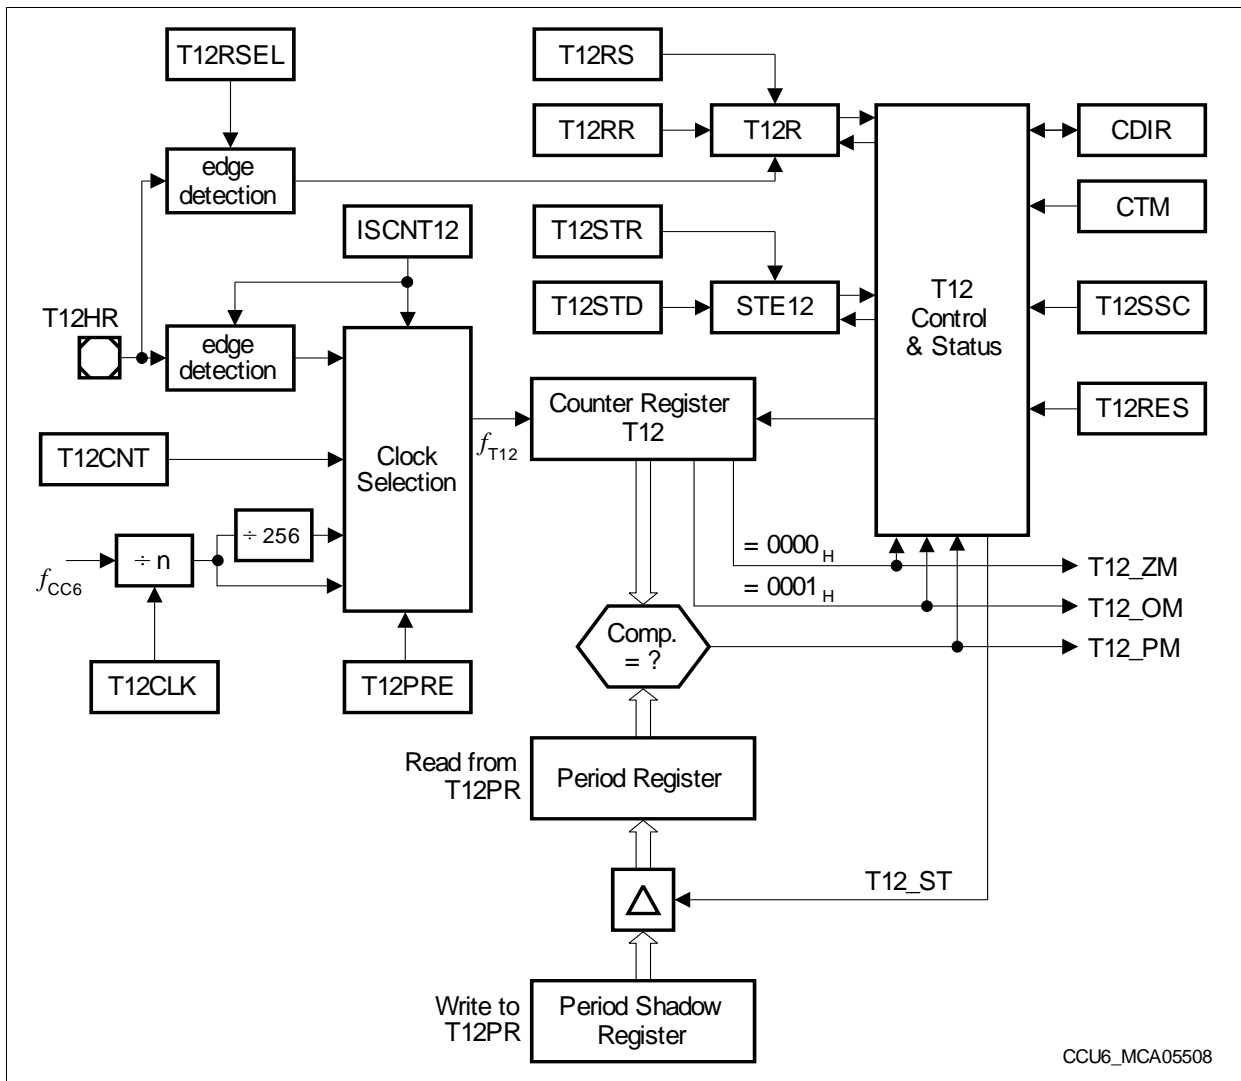 T12RSEL
T12RS
T12RR
T12R
CDIR
edge
detection
CTM
ISCNT12
T12STR
T12STD
STE12
T12
Control
& Status
T12SSC
T12HR
edge
detection
Counter Register
T12
T12RES
fT12
T12CNT
Clock
Selection
÷ 256
÷ n
fCC6
= 0000H
T12_ZM
= 0001H
T12_OM
Comp.
= ?
T12_PM
T12CLK
T12PRE
Read from
T12PR
Period Register
T12_ST
Write to
T12PR
Period Shadow
Register
CCU6_MCA05508